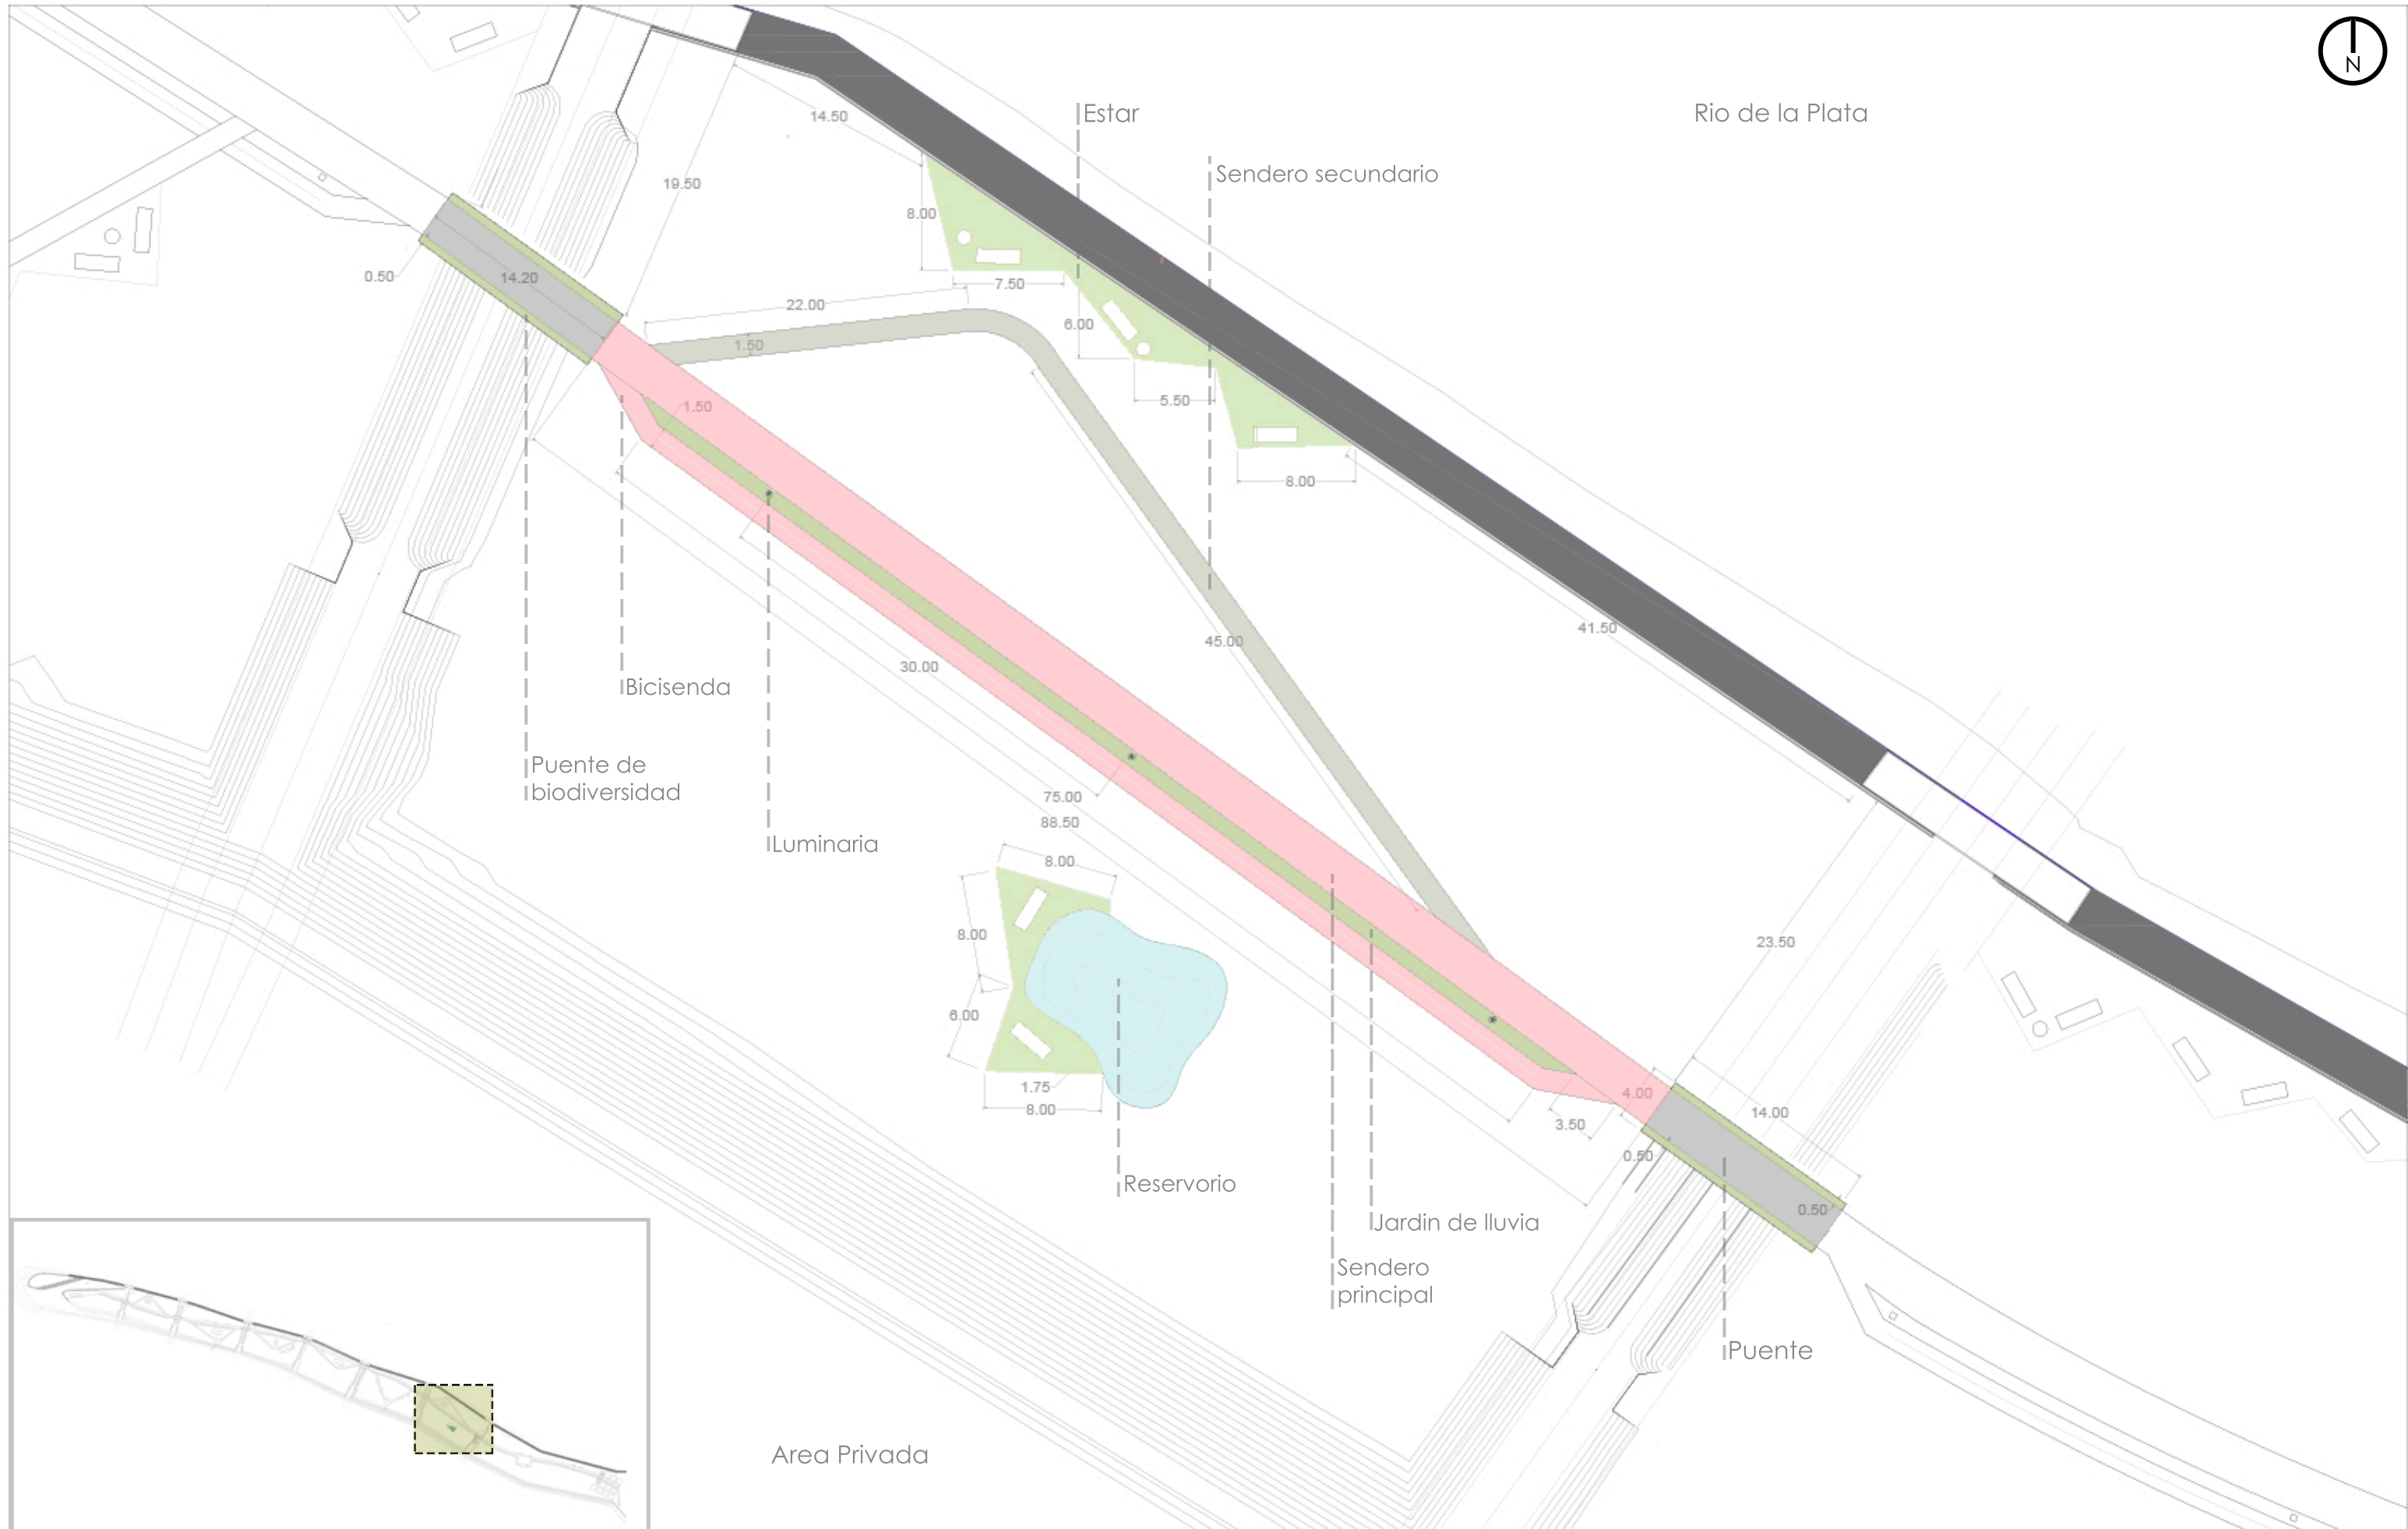 N
Rio de la Plata
Estar
14.50
Sendero secundario
19.50
8.00
0.50
14.20
7.50
22.00
6.00
1.50
5.50
1.50
8.00
41.50
45.00
30.00
Bicisenda
Puente de
biodiversidad
75.00
88.50
Luminaria
8.00
8.00
23.50
6.00
1.75
8.00
4.00
14.00
3.50
0.50
Reservorio
0.50
Jardin de lluvia
Sendero
principal
Puente
Area Privada